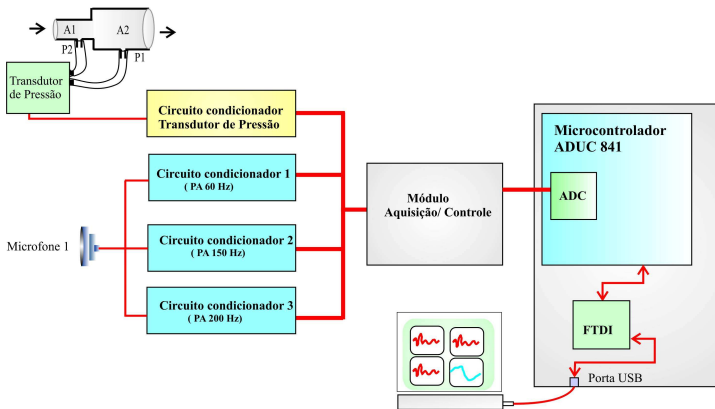 A1
A2
P2
P1
Transdutor
de Pressão
Circuito condicionador
Transdutor de Pressão
Circuito condicionador 1
( PA 60 Hz)
Circuito condicionador 2
( PA 150 Hz)
Circuito condicionador 3
( PA 200 Hz)
Microfone 1
Módulo
Aquisição/ Controle
Microcontrolador
ADUC 841
ADC
FTDI
Porta USB